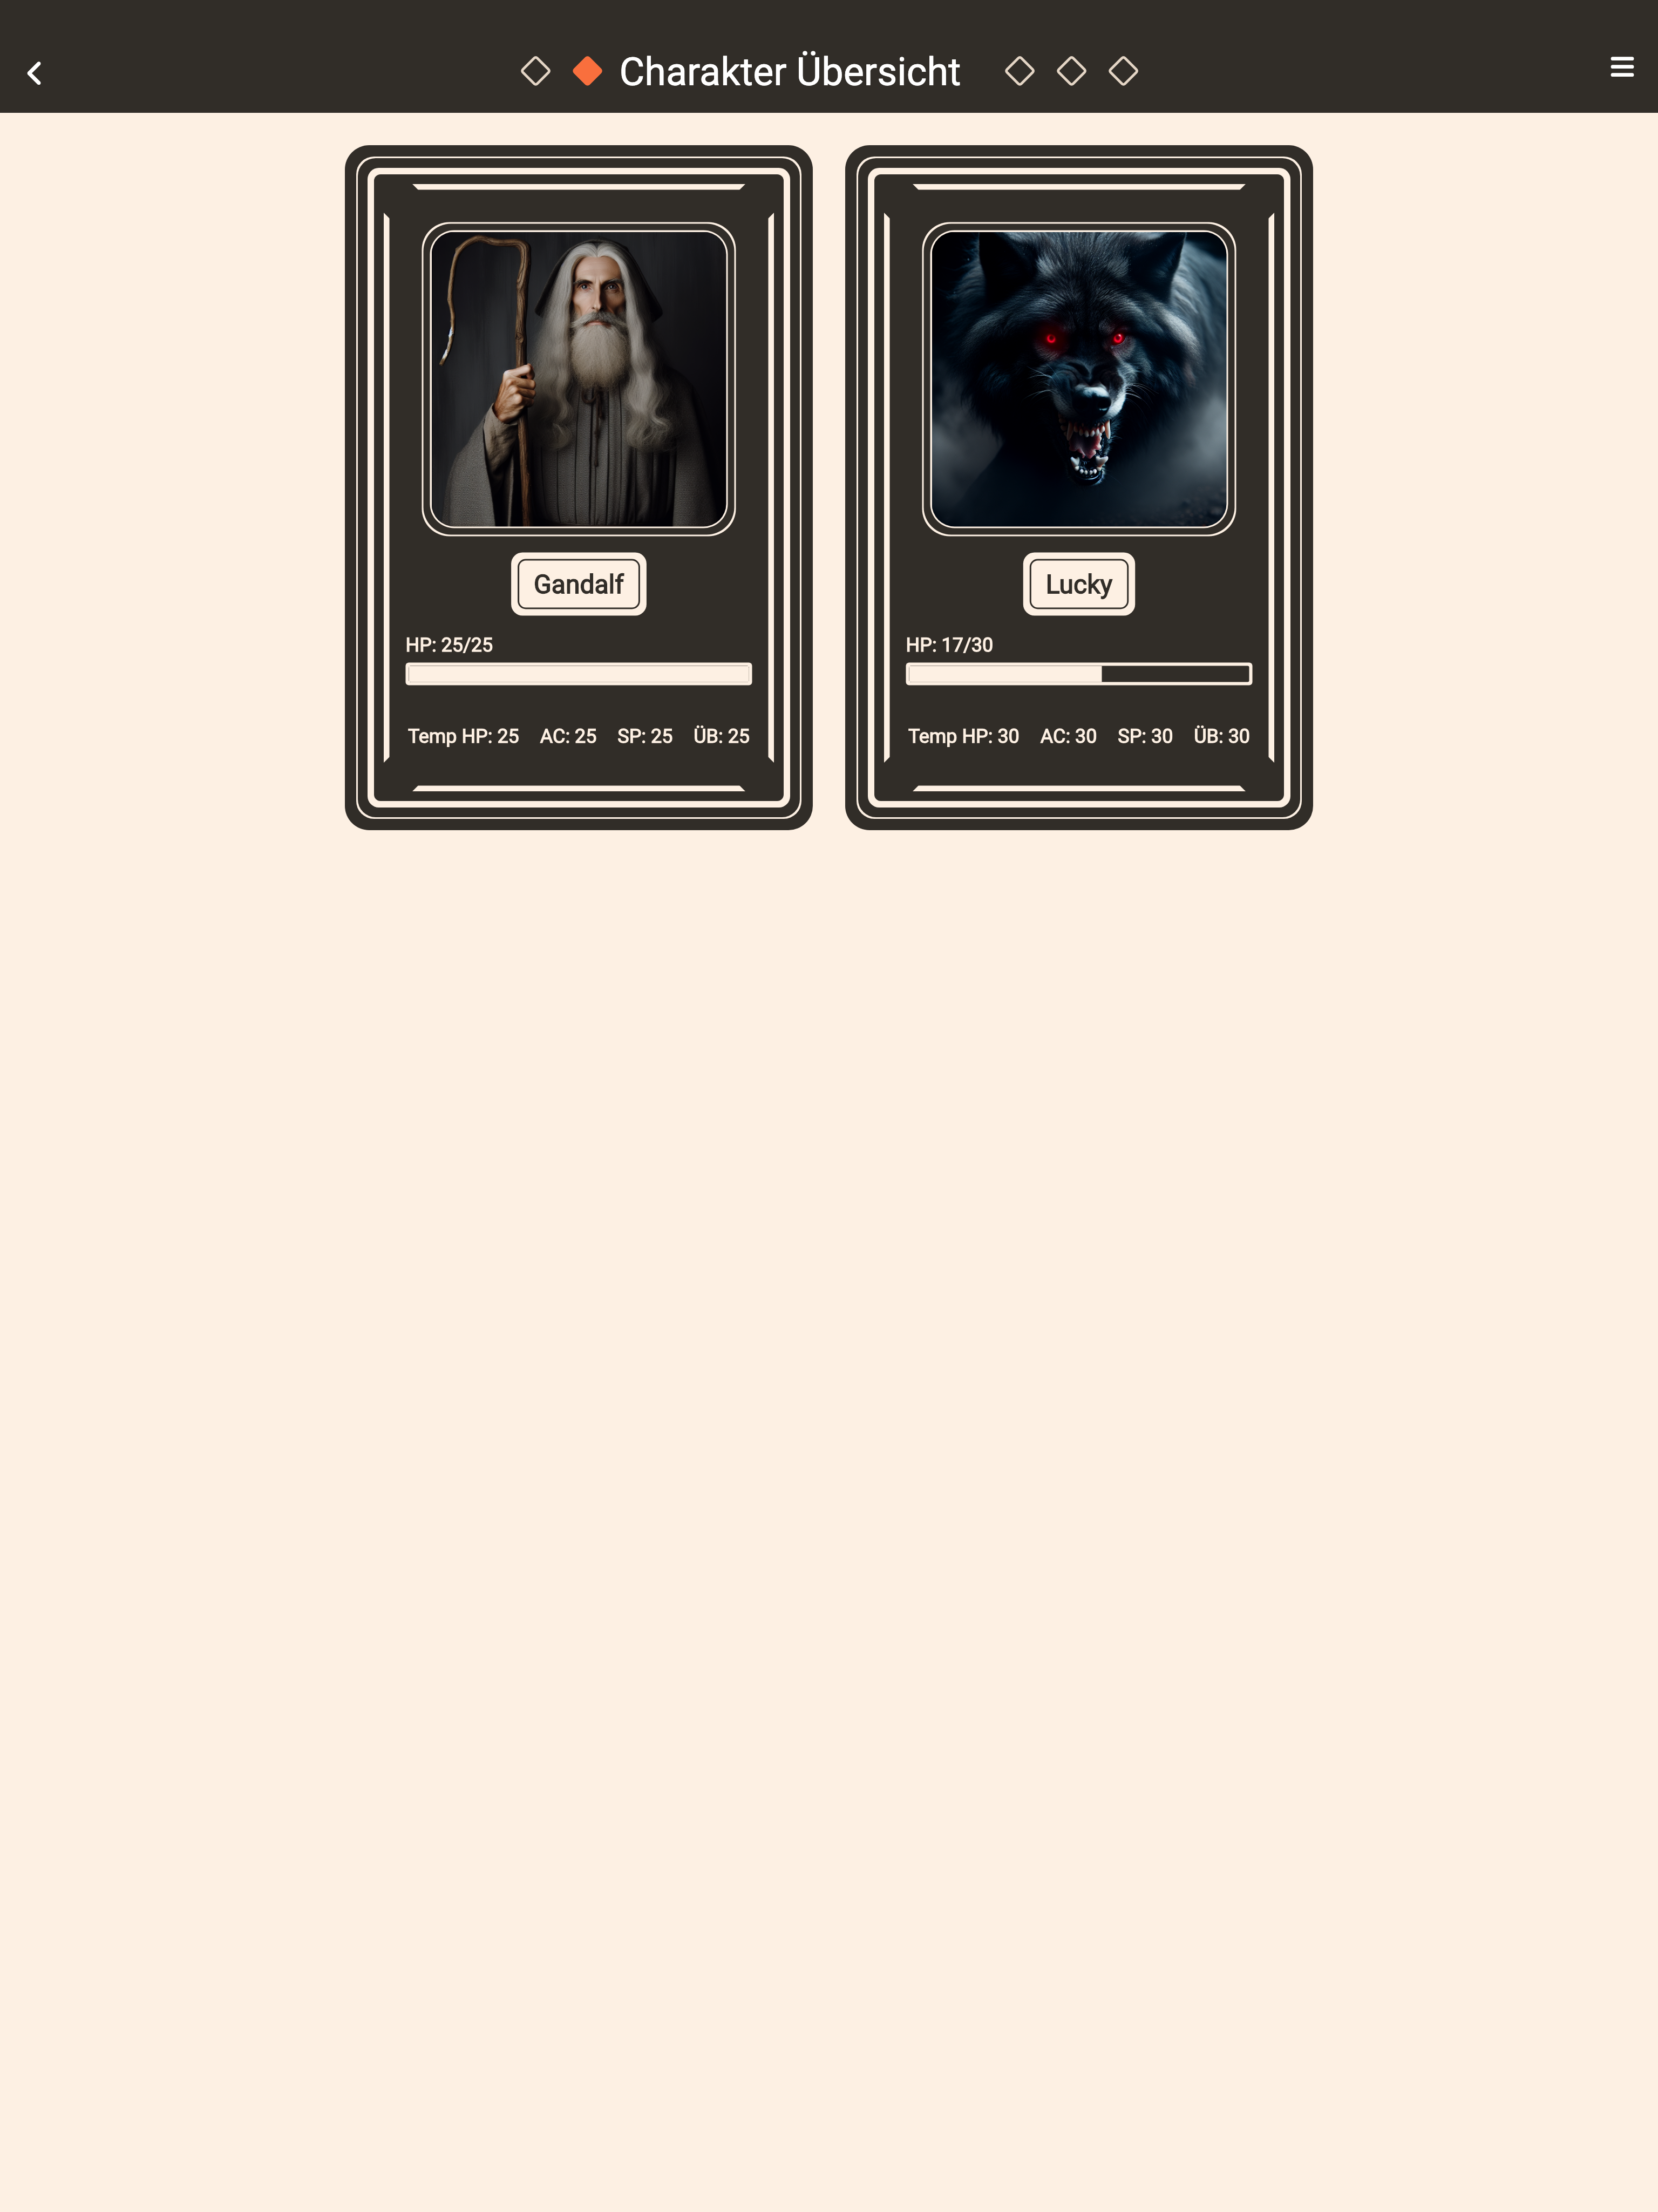 Charakter Übersicht
Gandalf
HP: 25/25
Temp HP: 25 AC: 25 SP: 25 ÜB: 25
Lucky
HP: 17/30
Temp HP: 30 AC: 30 SP: 30 ÜB: 30